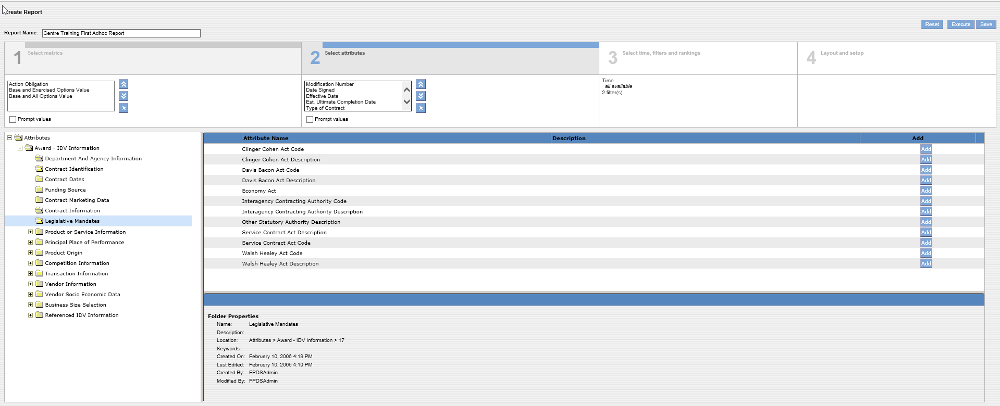 Create Report
Reset Execute Save
Report Name: Centre Training First Adhoc Report
1 Select metrics
2 Select attributes
3 Select time, filters and rankings
4 Layout and setup
Action Obligation
Base and Exercised Options Value
Base and All Options Value
Prompt values
Modification Number
Date Signed
Effective Date
Est. Ultimate Completion Date
Type of Contract
Prompt values
Time
all available
2 filter(s)
Attributes
Award - IDV Information
Department And Agency Information
Contract Identification
Contract Dates
Funding Source
Contract Marketing Data
Contract Information
Legislative Mandates
Product or Service Information
Principal Place of Performance
Product Origin
Competition Information
Transaction Information
Vendor Information
Vendor Socio Economic Data
Business Size Selection
Referenced IDV Information
Attribute Name Description Add
Clinger Cohen Act Code Add
Clinger Cohen Act Description Add
Davis Bacon Act Code Add
Davis Bacon Act Description Add
Economy Act Add
Interagency Contracting Authority Code Add
Interagency Contracting Authority Description Add
Other Statutory Authority Description Add
Service Contract Act Description Add
Service Contract Act Code Add
Walsh Healey Act Code Add
Walsh Healey Act Description Add
Folder Properties
Name: Legislative Mandates
Description:
Location: Attributes > Award - IDV Information > 17
Keywords:
Created On: February 10, 2006 4:19 PM
Last Edited: February 10, 2006 4:19 PM
Created By: FPDSAdmin
Modified By: FPDSAdmin